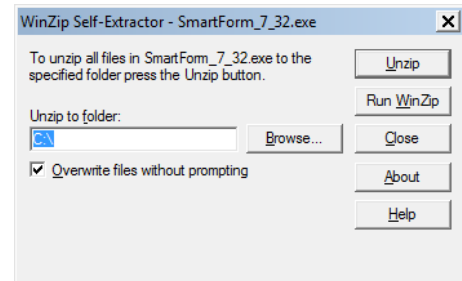 WinZip Self-Extractor - SmartForm_7_32.exe
To unzip all files in SmartForm_7_32.exe to the
specified folder press the Unzip button.
Unzip to folder:
C:\
Browse...
Overwrite files without prompting
Unzip
Run WinZip
Close
About
Help